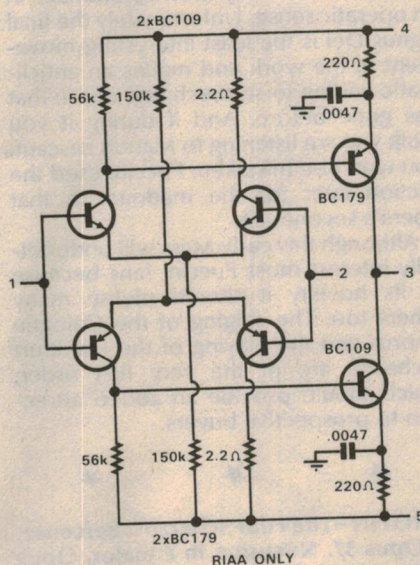 2xBC109
4
220Ω
56k 150k 2.2Ω
.0047
BC179
1
2
BC109
.0047
56k 150k 2.2Ω
220Ω
5
2xBC179
RIAA ONLY